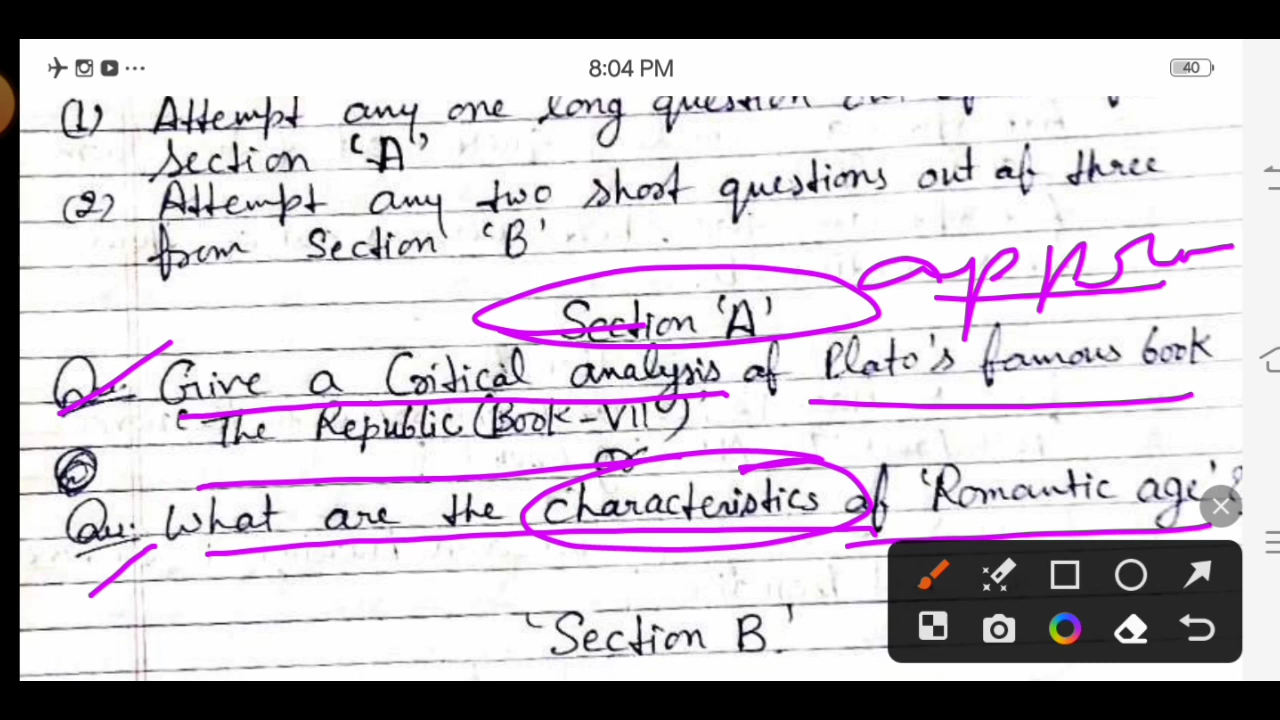 8:04 PM
40
(1) Attempt any one long question
section 'A'
(2) Attempt any two short questions out of three
from Section 'B'
Section 'A'
Qu: Give a Critical analysis of Plato's famous book
"The Republic (Book-VII")
or
Qu: What are the characteristics of 'Romantic age'?
'Section B.'